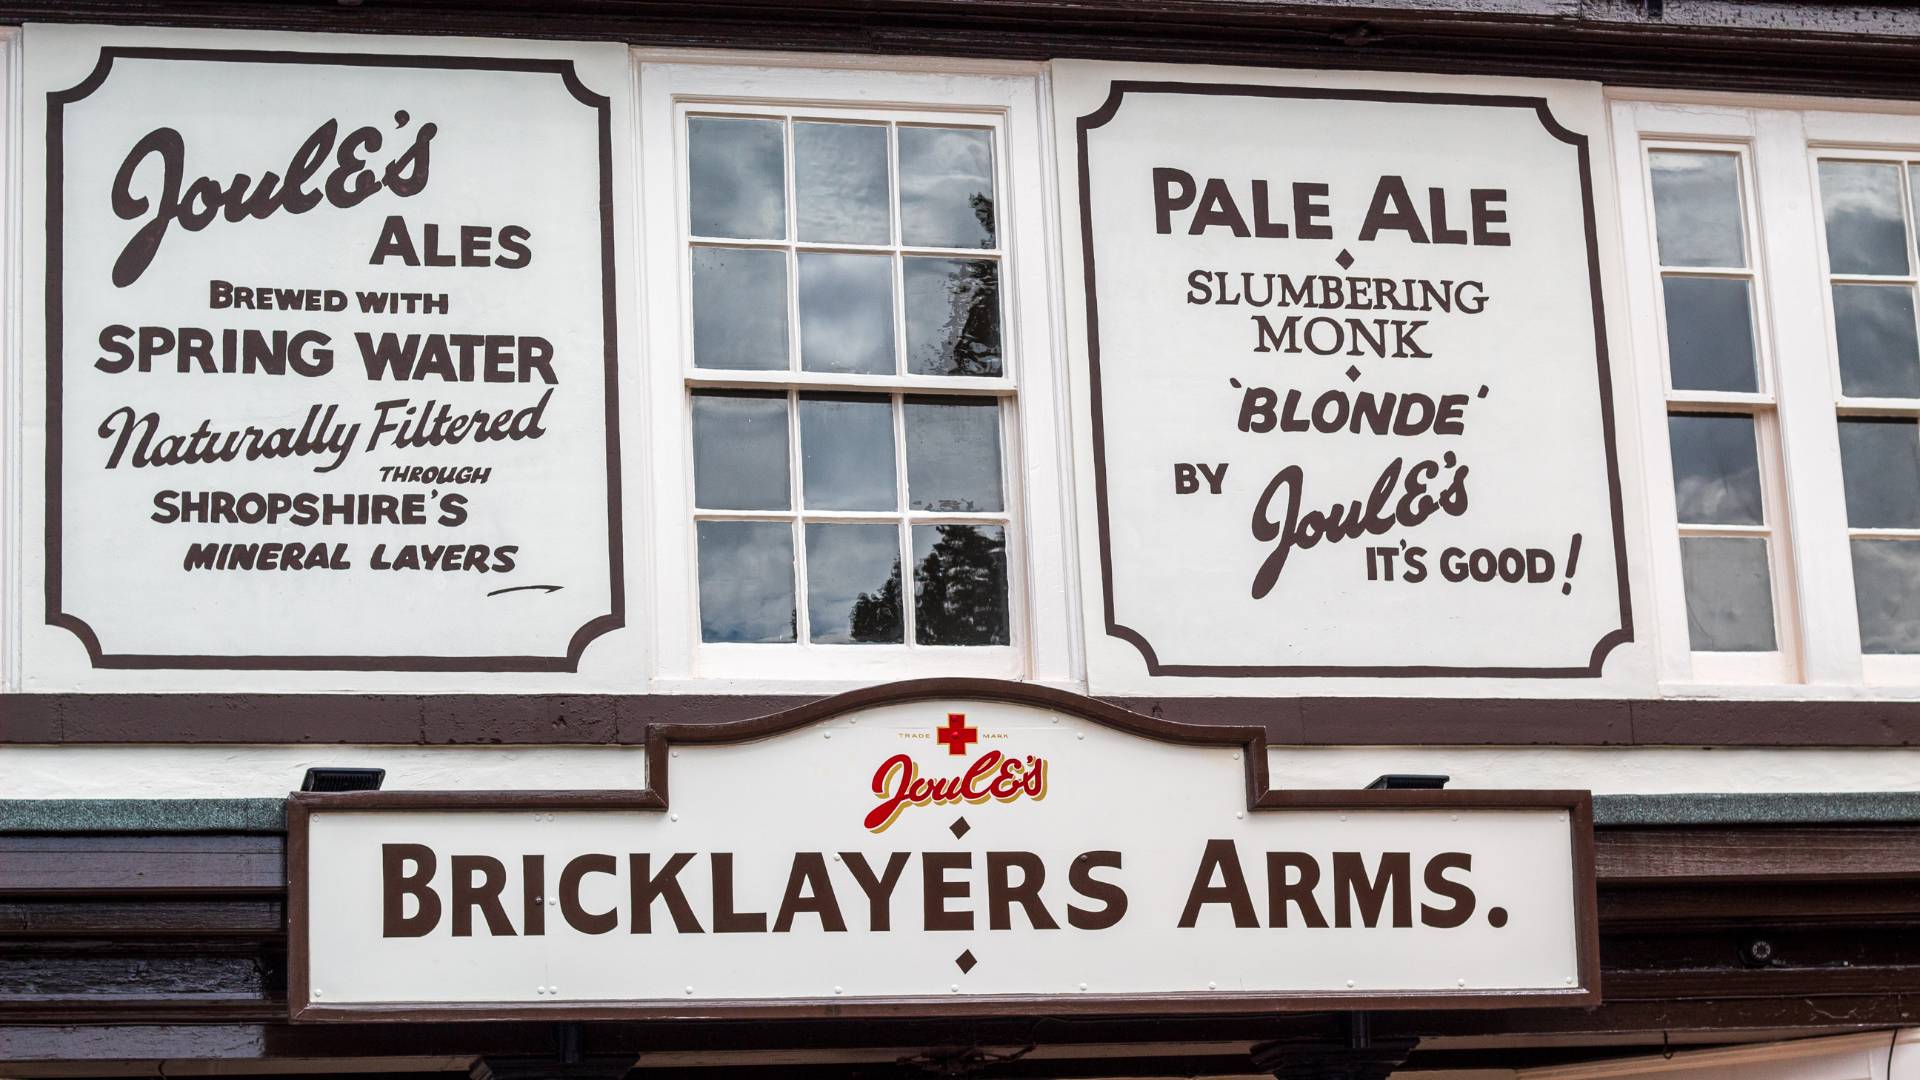 Joule's
ALES
BREWED WITH
SPRING WATER
Naturally Filtered
THROUGH
SHROPSHIRE'S
MINERAL LAYERS
PALE ALE
SLUMBERING
MONK
'BLONDE'
BY Joule's
IT'S GOOD!
TRADE MARK
Joule's
BRICKLAYERS ARMS.